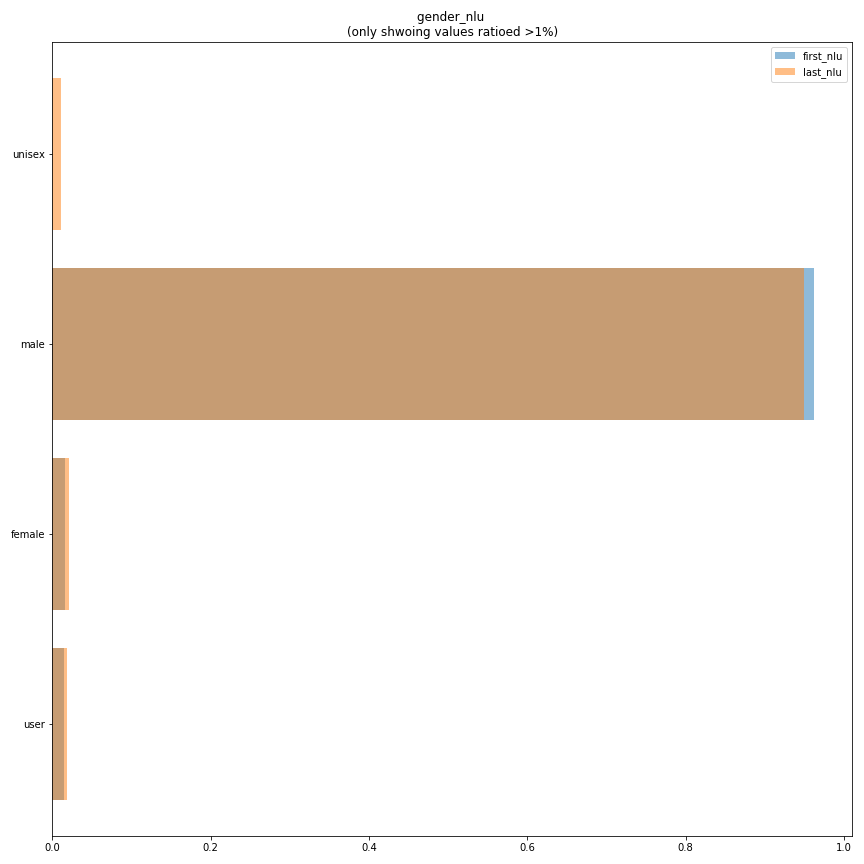 gender_nlu
(only shwoing values ratioed >1%)
first_nlu
last_nlu
unisex
male
female
user
0.0 0.2 0.4 0.6 0.8 1.0